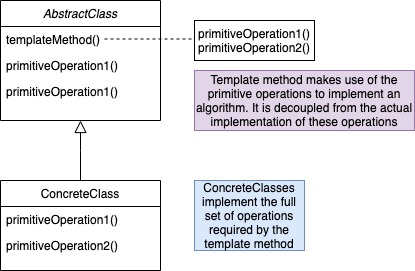 AbstractClass
templateMethod()
primitiveOperation1()
primitiveOperation1()
primitiveOperation1()
primitiveOperation2()
Template method makes use of the
primitive operations to implement an
algorithm. It is decoupled from the actual
implementation of these operations
ConcreteClass
primitiveOperation1()
primitiveOperation2()
ConcreteClasses
implement the full
set of operations
required by the
template method